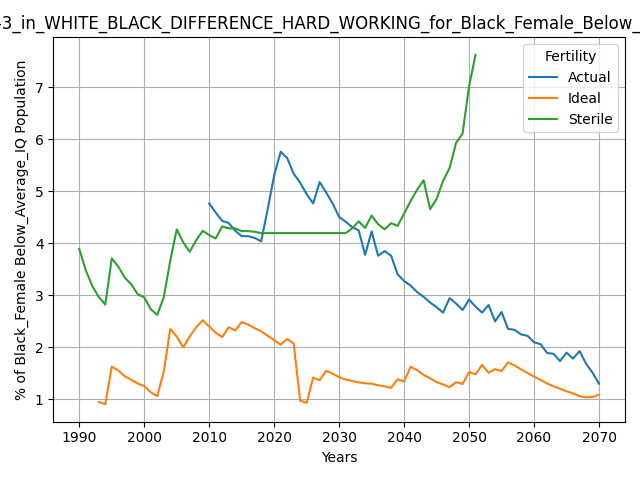 -3_in_WHITE_BLACK_DIFFERENCE_HARD_WORKING_for_Black_Female_Below_
% of Black_Female Below_Average_IQ Population
7
6
5
4
3
2
1
Fertility
Actual
Ideal
Sterile
1990 2000 2010 2020 2030 2040 2050 2060 2070
Years